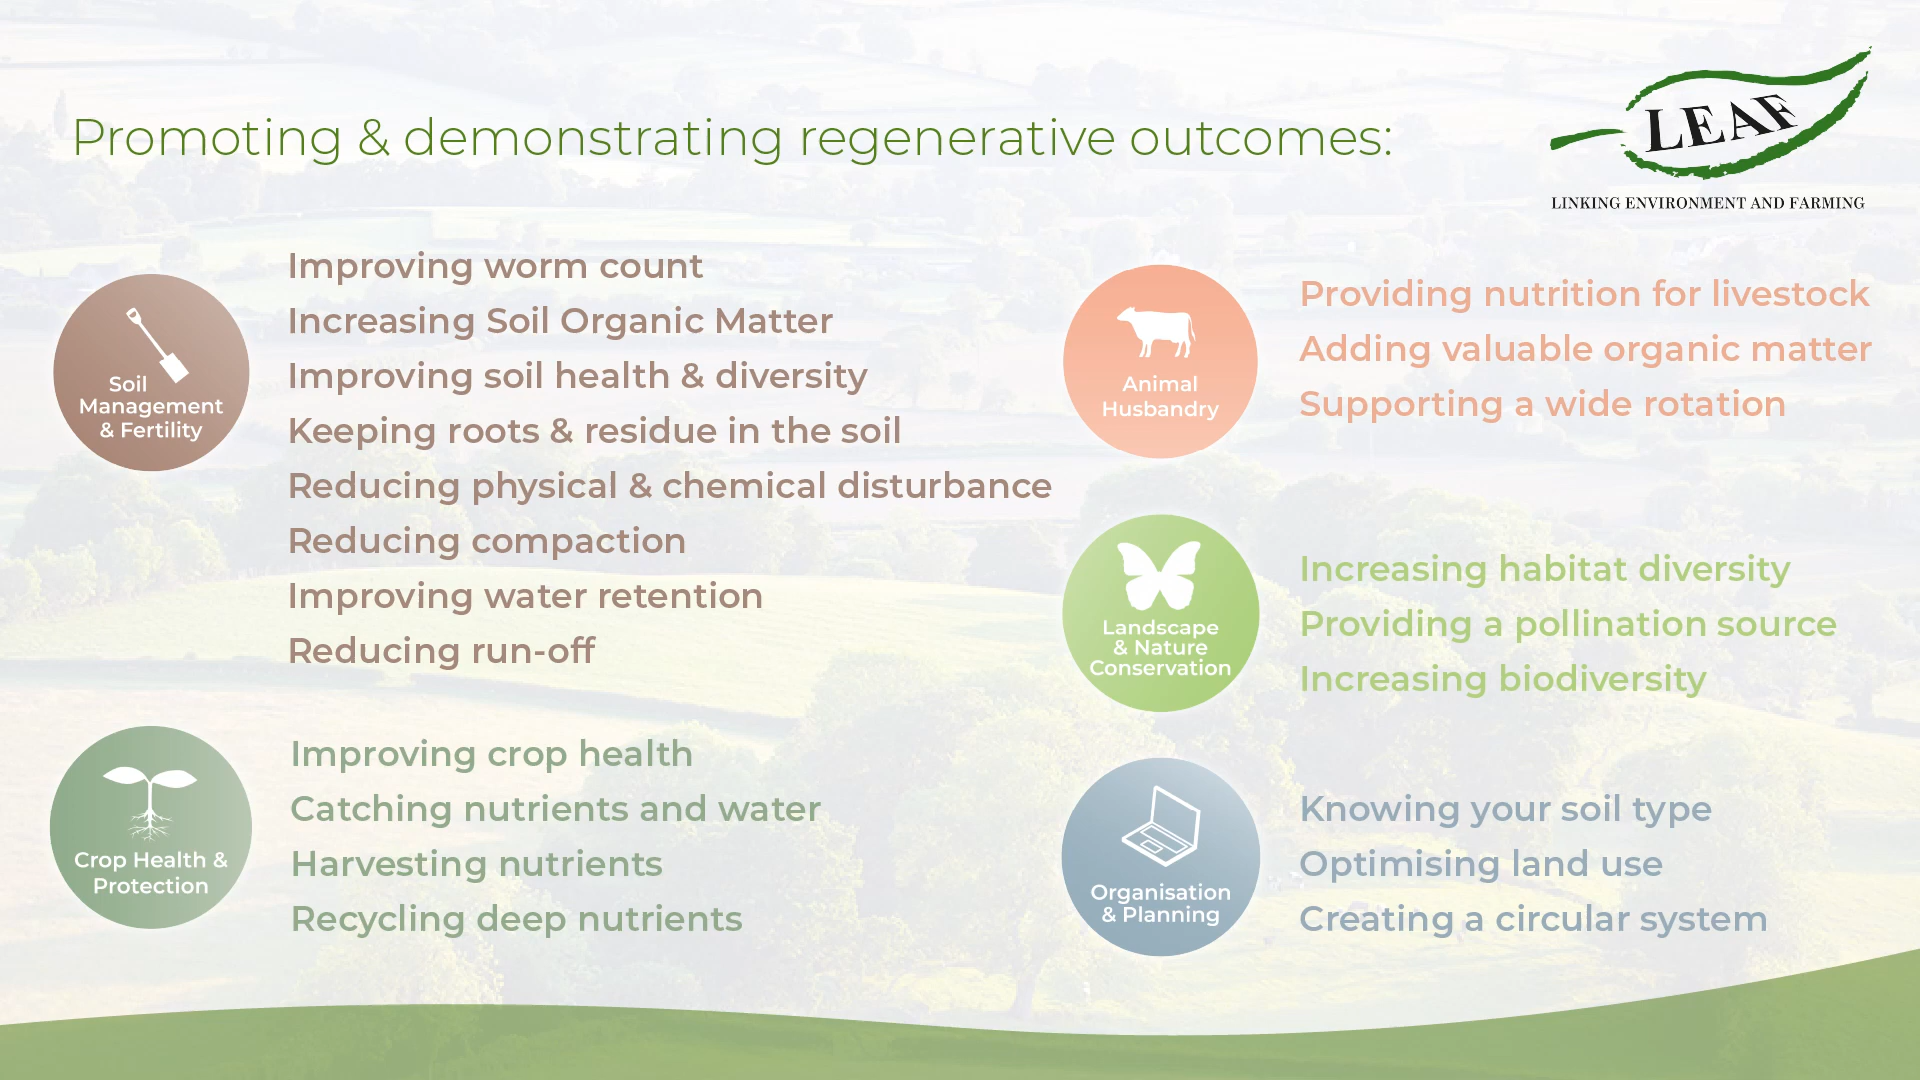 Promoting & demonstrating regenerative outcomes:
LEAF
LINKING ENVIRONMENT AND FARMING
Soil
Management
& Fertility
Improving worm count
Increasing Soil Organic Matter
Improving soil health & diversity
Keeping roots & residue in the soil
Reducing physical & chemical disturbance
Reducing compaction
Improving water retention
Reducing run-off
Crop Health &
Protection
Improving crop health
Catching nutrients and water
Harvesting nutrients
Recycling deep nutrients
Animal
Husbandry
Providing nutrition for livestock
Adding valuable organic matter
Supporting a wide rotation
Landscape
& Nature
Conservation
Increasing habitat diversity
Providing a pollination source
Increasing biodiversity
Organisation
& Planning
Knowing your soil type
Optimising land use
Creating a circular system